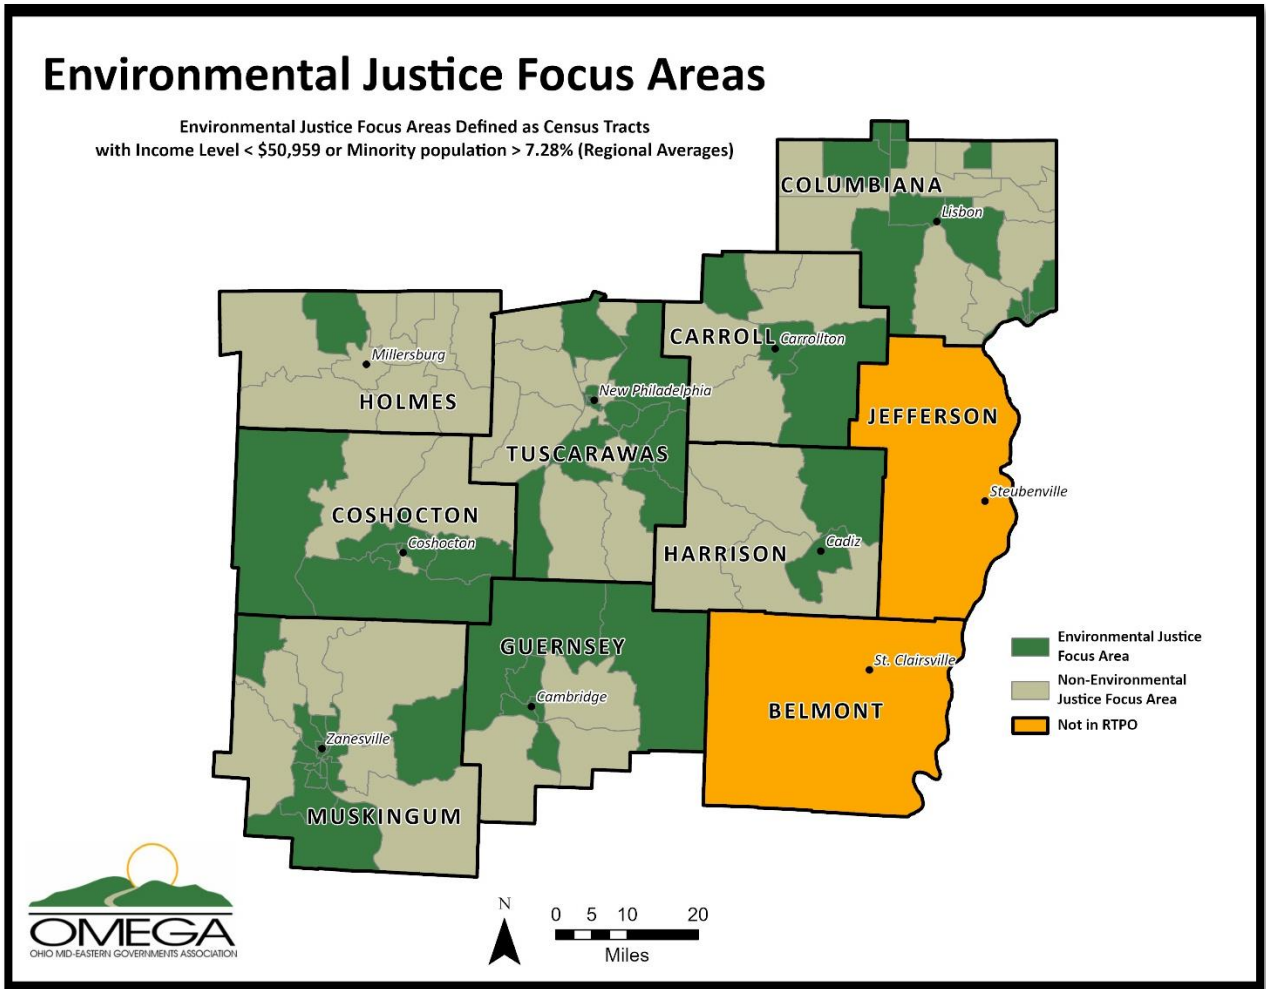 Environmental Justice Focus Areas
Environmental Justice Focus Areas Defined as Census Tracts
with Income Level < $50,959 or Minority population > 7.28% (Regional Averages)
COLUMBIANA
Lisbon
CARROLL
Carrollton
Millersburg
HOLMES
New Philadelphia
JEFFERSON
TUSCARAWAS
Steubenville
COSHOCTON
Coshocton
HARRISON
Cadiz
GUERNSEY
St. Clairsville
Cambridge
BELMONT
Zanesville
MUSKINGUM
Environmental Justice
Focus Area
Non-Environmental
Justice Focus Area
Not in RTPO
OMEGA
OHIO MID-EASTERN GOVERNMENTS ASSOCIATION
N
0 5 10 20
Miles